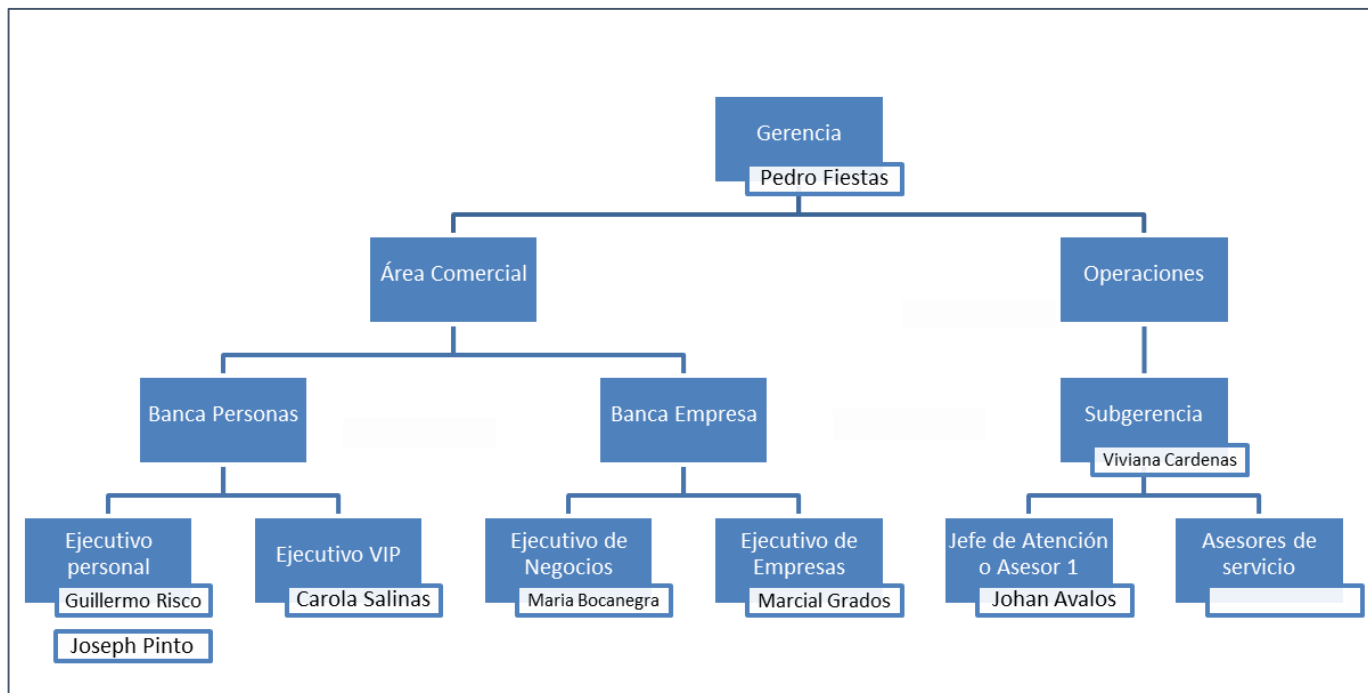 Gerencia
Pedro Fiestas
Área Comercial
Operaciones
Banca Personas
Banca Empresa
Subgerencia
Viviana Cardenas
Ejecutivo
personal
Guillermo Risco
Joseph Pinto
Ejecutivo VIP
Carola Salinas
Ejecutivo de
Negocios
Maria Bocanegra
Ejecutivo de
Empresas
Marcial Grados
Jefe de Atención
o Asesor 1
Johan Avalos
Asesores de
servicio